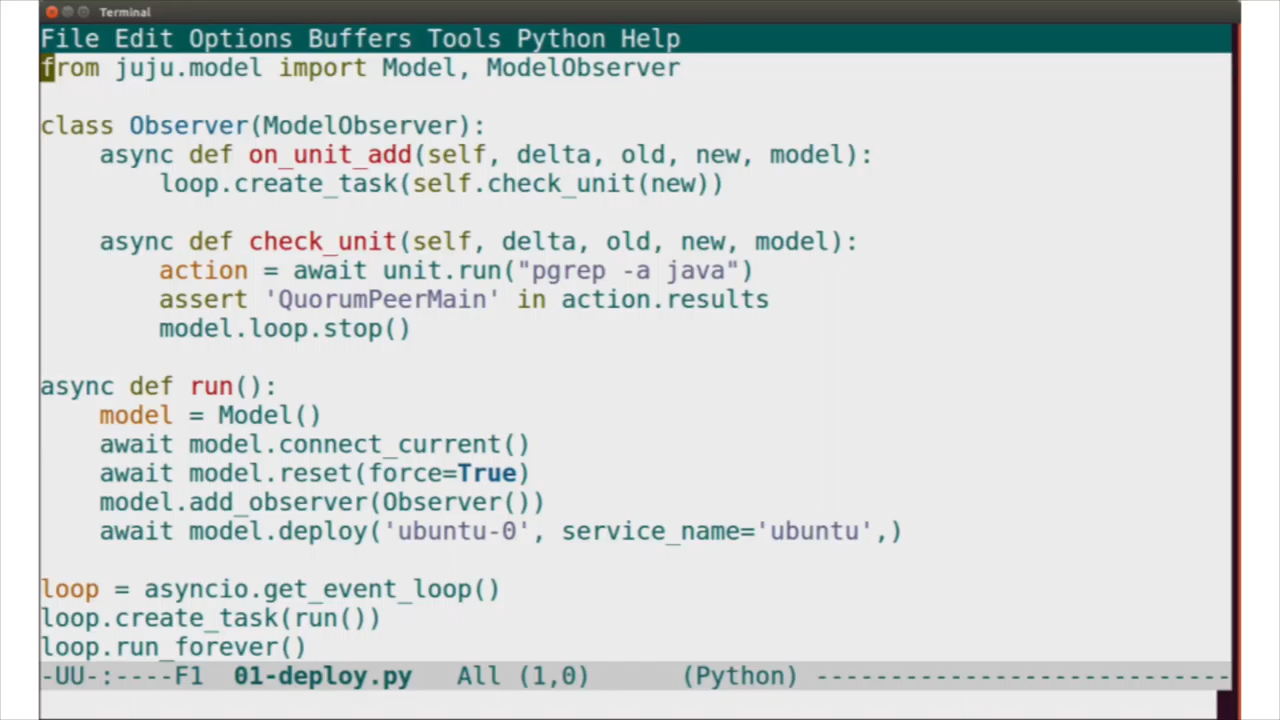 Terminal
File Edit Options Buffers Tools Python Help
from juju.model import Model, ModelObserver
class Observer(ModelObserver):
    async def on_unit_add(self, delta, old, new, model):
        loop.create_task(self.check_unit(new))
    async def check_unit(self, delta, old, new, model):
        action = await unit.run("pgrep -a java")
        assert 'QuorumPeerMain' in action.results
        model.loop.stop()
async def run():
    model = Model()
    await model.connect_current()
    await model.reset(force=True)
    model.add_observer(Observer())
    await model.deploy('ubuntu-0', service_name='ubuntu',)
loop = asyncio.get_event_loop()
loop.create_task(run())
loop.run_forever()
-UU-:----F1  01-deploy.py   All (1,0)      (Python) ----------------------------